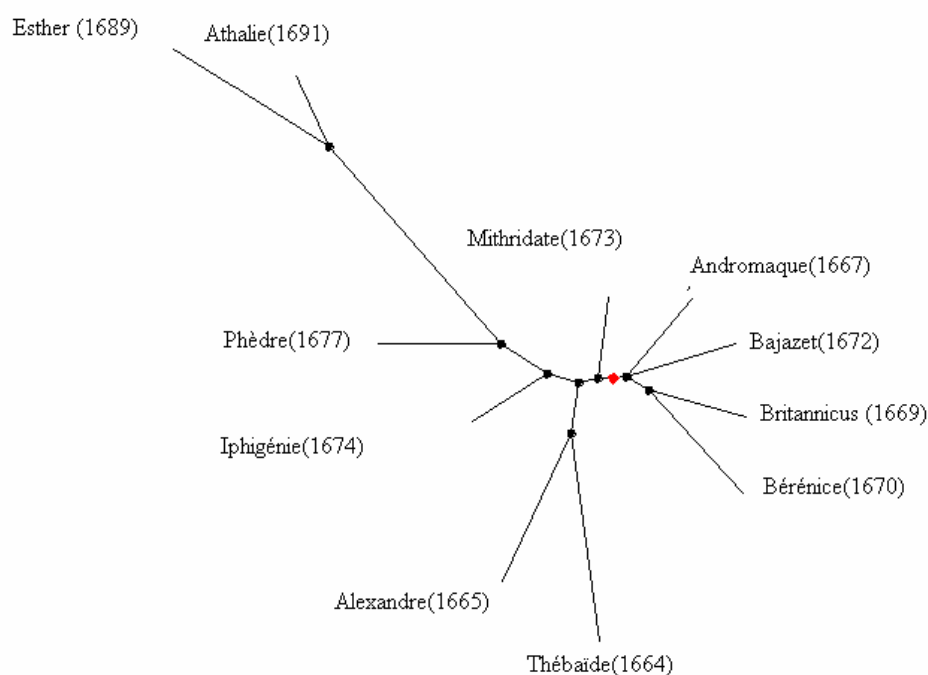 Esther (1689)
Athalie(1691)
Mithridate(1673)
Andromaque(1667)
Phèdre(1677)
Bajazet(1672)
Britannicus (1669)
Iphigénie(1674)
Bérénice(1670)
Alexandre(1665)
Thébaïde(1664)